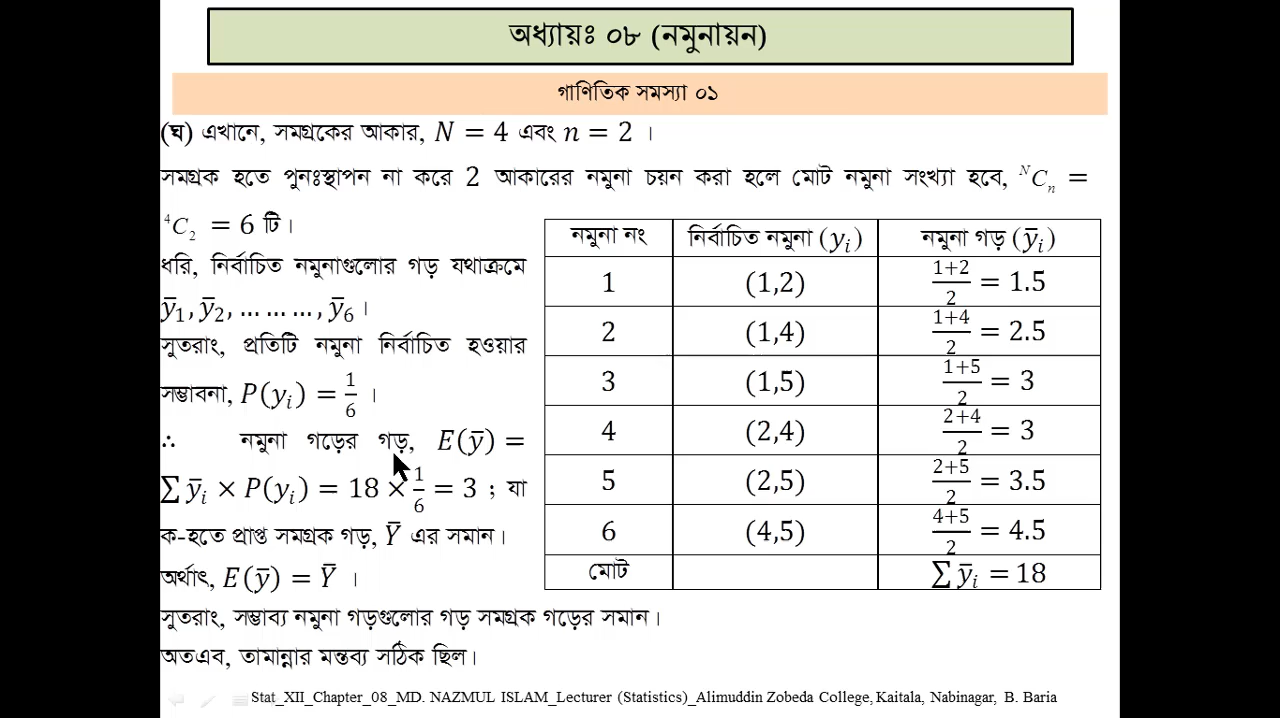 অধ্যায়ঃ ০৮ (নমুনায়ন)
গাণিতিক সমস্যা ০১
(ঘ) এখানে, সমগ্রকের আকার, N = 4 এবং n = 2 ।
সমগ্রক হতে পুনঃস্থাপন না করে 2 আকারের নমুনা চয়ন করা হলে মোট নমুনা সংখ্যা হবে, ᴺCₙ =
⁴C₂ = 6 টি।
ধরি, নির্বাচিত নমুনাগুলোর গড় যথাক্রমে
ȳ₁, ȳ₂, … … …, ȳ₆ ।
সুতরাং, প্রতিটি নমুনা নির্বাচিত হওয়ার
সম্ভাবনা, P(yᵢ) = 1/6 ।
∴ নমুনা গড়ের গড়, E(ȳ) =
∑ ȳᵢ × P(yᵢ) = 18 × 1/6 = 3 ; যা
ক-হতে প্রাপ্ত সমগ্রক গড়, Ȳ এর সমান।
অর্থাৎ, E(ȳ) = Ȳ ।
নমুনা নং নির্বাচিত নমুনা (yᵢ) নমুনা গড় (ȳᵢ)
1 (1,2) 1+2/2 = 1.5
2 (1,4) 1+4/2 = 2.5
3 (1,5) 1+5/2 = 3
4 (2,4) 2+4/2 = 3
5 (2,5) 2+5/2 = 3.5
6 (4,5) 4+5/2 = 4.5
মোট ∑ ȳᵢ = 18
সুতরাং, সম্ভাব্য নমুনা গড়গুলোর গড় সমগ্রক গড়ের সমান।
অতএব, তামান্নার মন্তব্য সঠিক ছিল।
Stat_XII_Chapter_08_MD. NAZMUL ISLAM_Lecturer (Statistics)_Alimuddin Zobeda College, Kaitala, Nabinagar, B. Baria